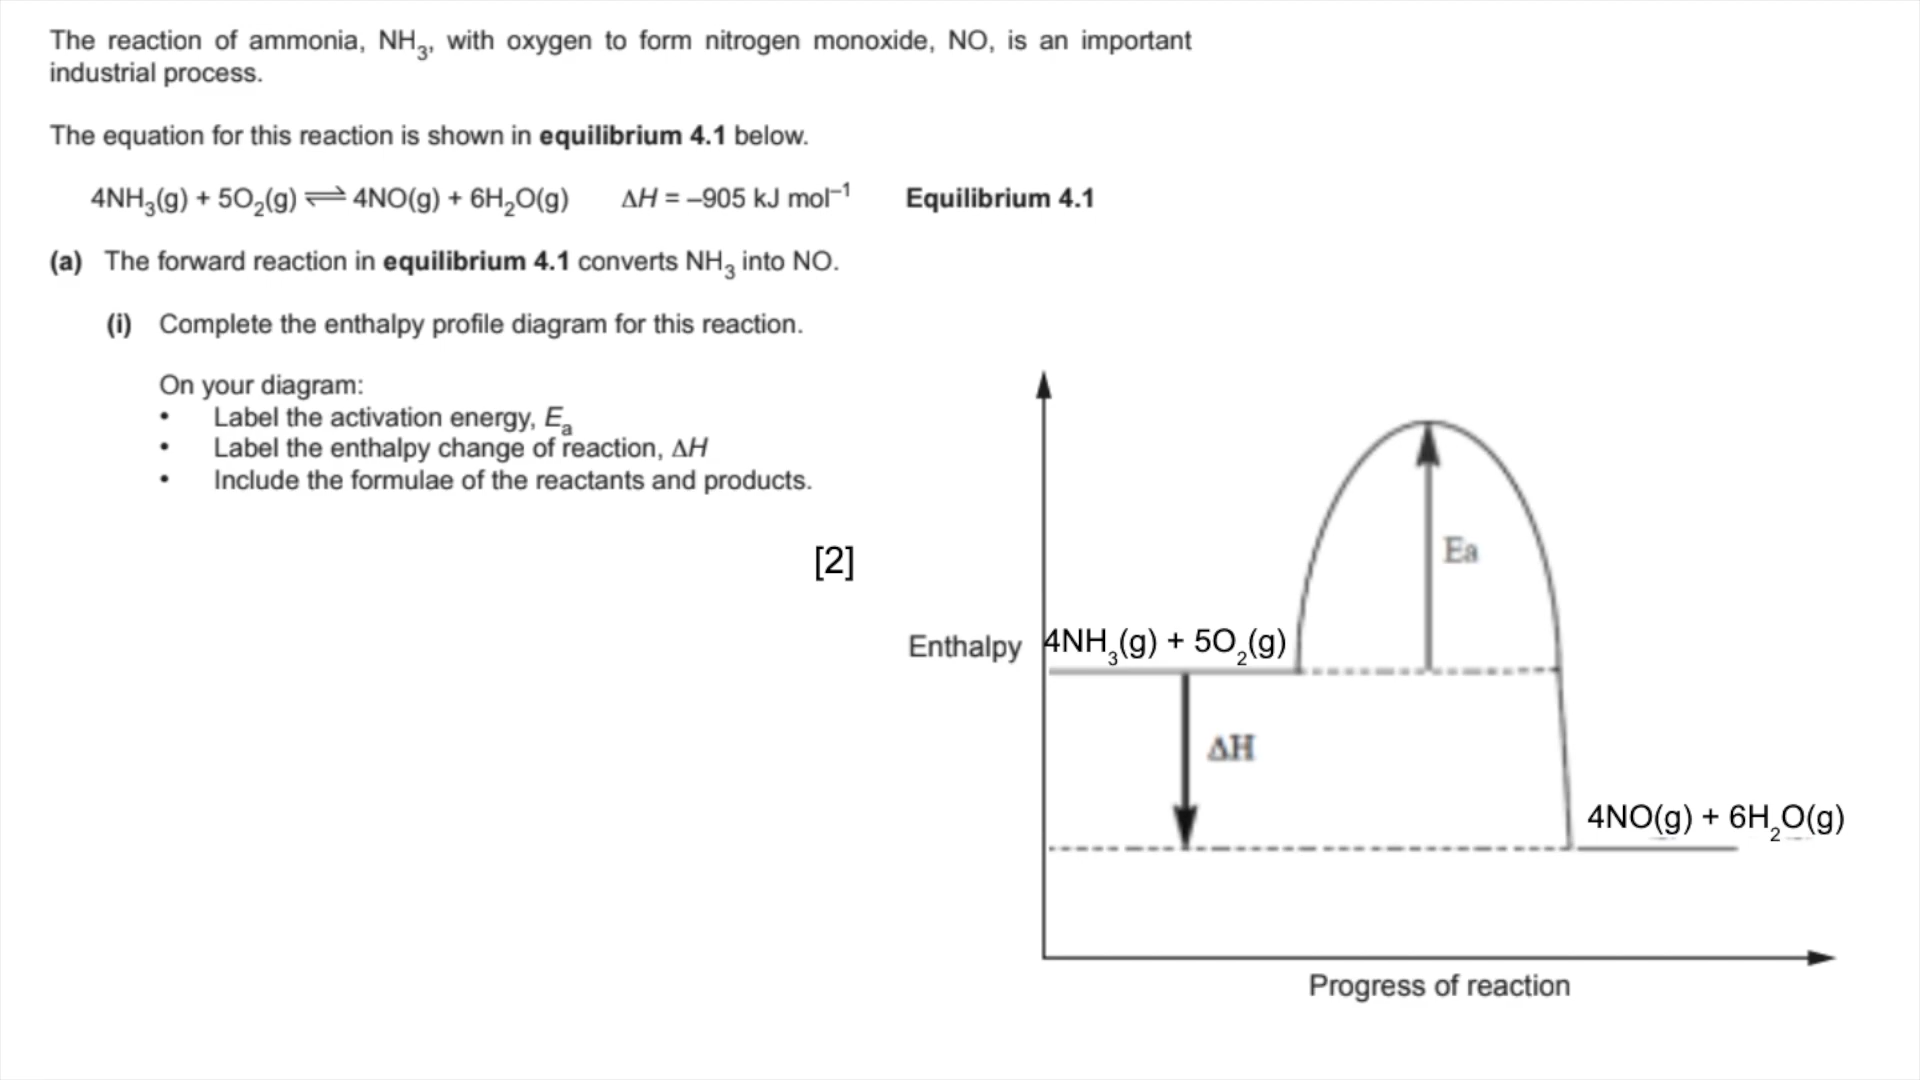 The reaction of ammonia, NH₃, with oxygen to form nitrogen monoxide, NO, is an important
industrial process.
The equation for this reaction is shown in equilibrium 4.1 below.
4NH₃(g) + 5O₂(g) ⇌ 4NO(g) + 6H₂O(g) ΔH = –905 kJ mol⁻¹ Equilibrium 4.1
(a) The forward reaction in equilibrium 4.1 converts NH₃ into NO.
(i) Complete the enthalpy profile diagram for this reaction.
On your diagram:
• Label the activation energy, Eₐ
• Label the enthalpy change of reaction, ΔH
• Include the formulae of the reactants and products.
[2]
Ea
Enthalpy
4NH₃(g) + 5O₂(g)
ΔH
4NO(g) + 6H₂O(g)
Progress of reaction